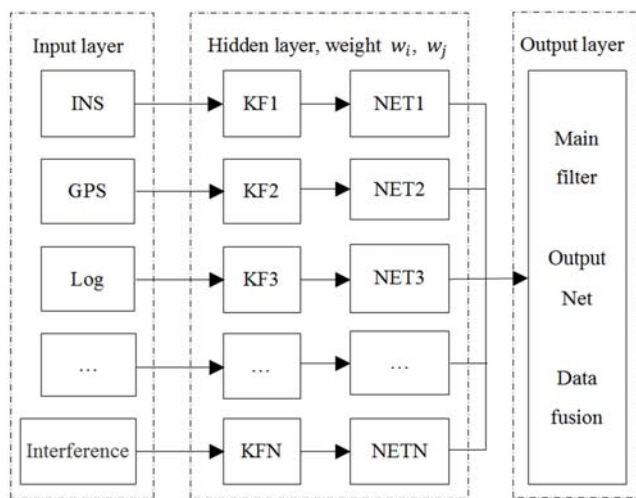 Input layer
Hidden layer, weight wᵢ, wⱼ
Output layer
INS
KF1
NET1
GPS
KF2
NET2
Log
KF3
NET3
…
…
…
Interference
KFN
NETN
Main
filter
Output
Net
Data
fusion